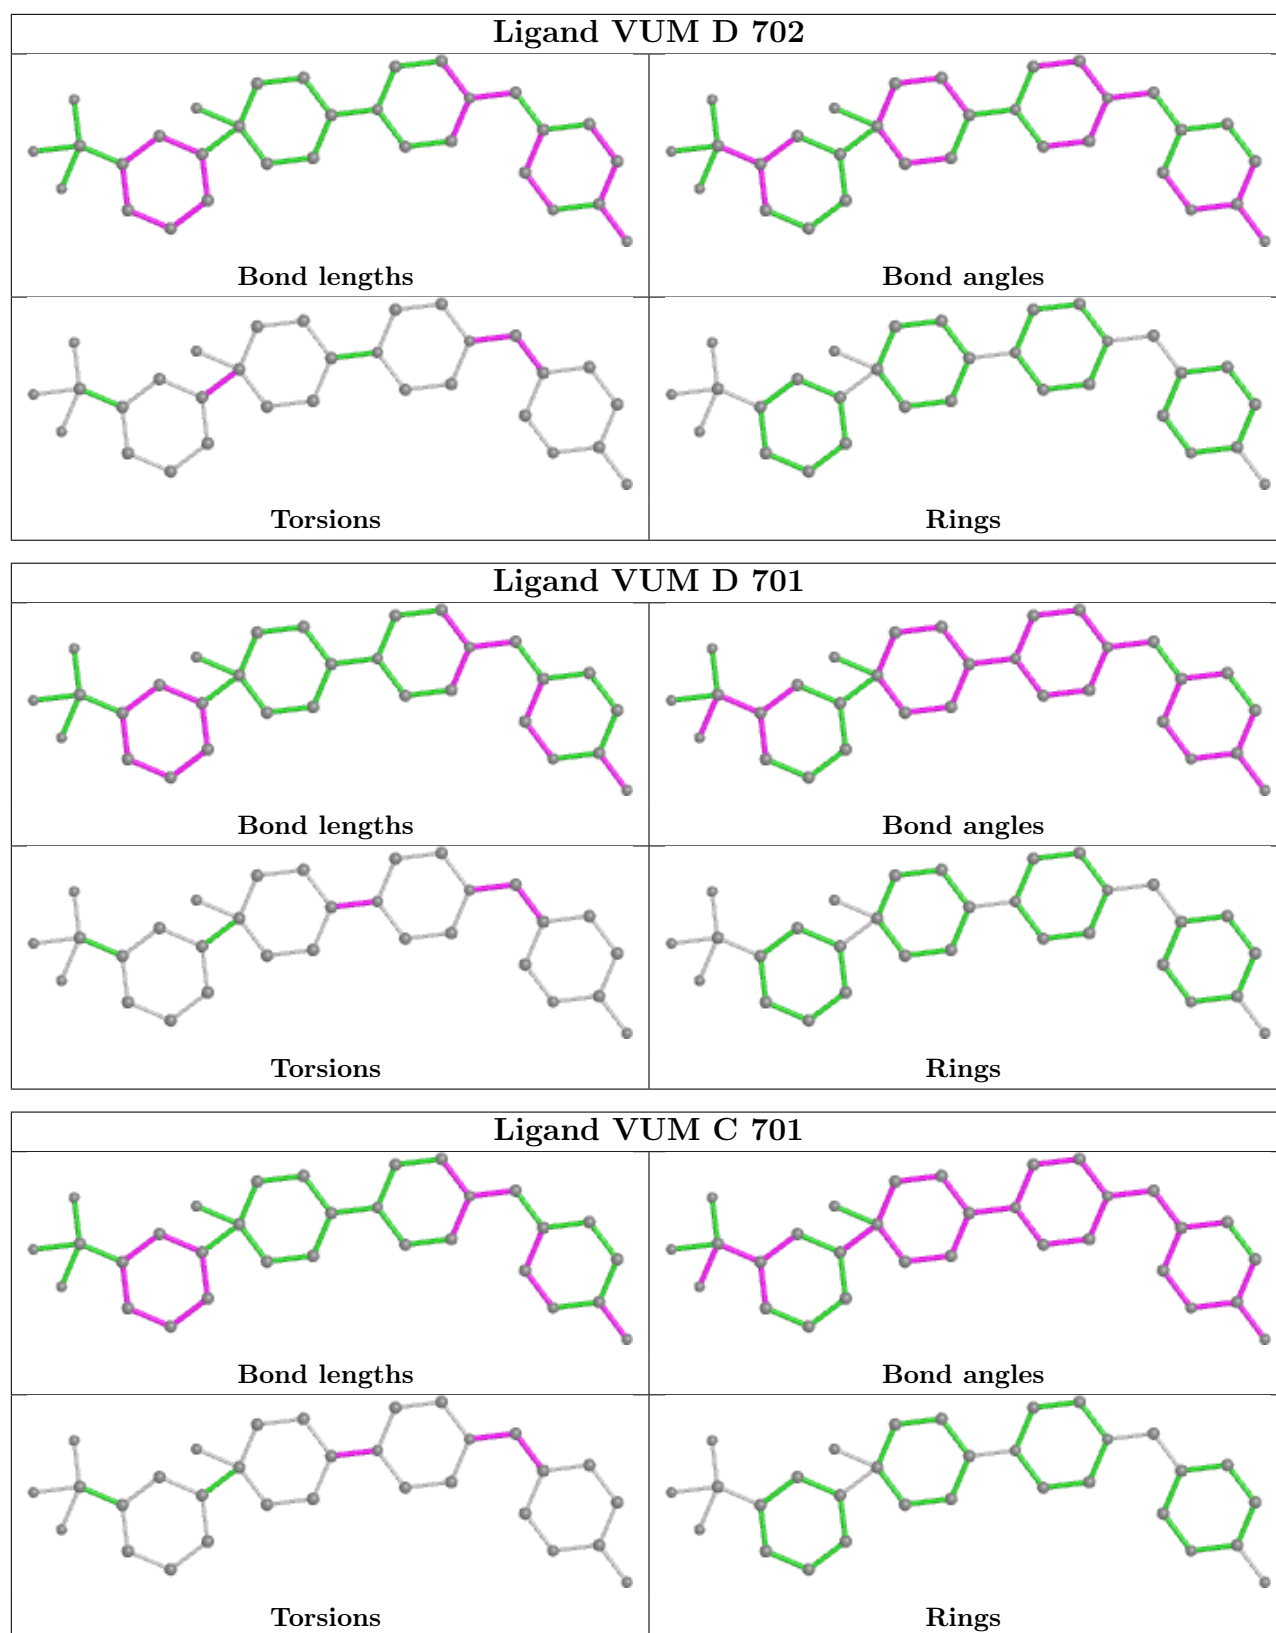 Ligand VUM D 702
Bond lengths
Bond angles
Torsions
Rings
Ligand VUM D 701
Bond lengths
Bond angles
Torsions
Rings
Ligand VUM C 701
Bond lengths
Bond angles
Torsions
Rings